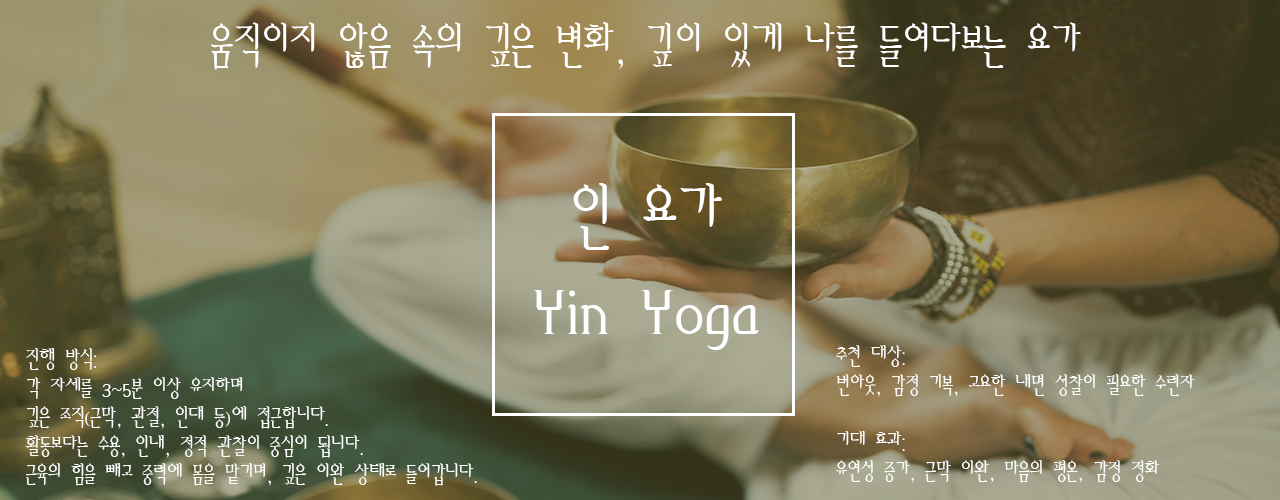 움직이지 않음 속의 깊은 변화, 깊이 있게 나를 들여다보는 요가
인 요가
Yin Yoga
진행 방식:
각 자세를 3~5분 이상 유지하며
깊은 조직(근막, 관절, 인대 등)에 접근합니다.
활동보다는 수용, 인내, 정적 관찰이 중심이 됩니다.
근육의 힘을 빼고 중력에 몸을 맡기며, 깊은 이완 상태로 들어갑니다.
추천 대상:
번아웃, 감정 기복, 고요한 내면 성찰이 필요한 수련자
기대 효과:
유연성 증가, 근막 이완, 마음의 평온, 감정 정화